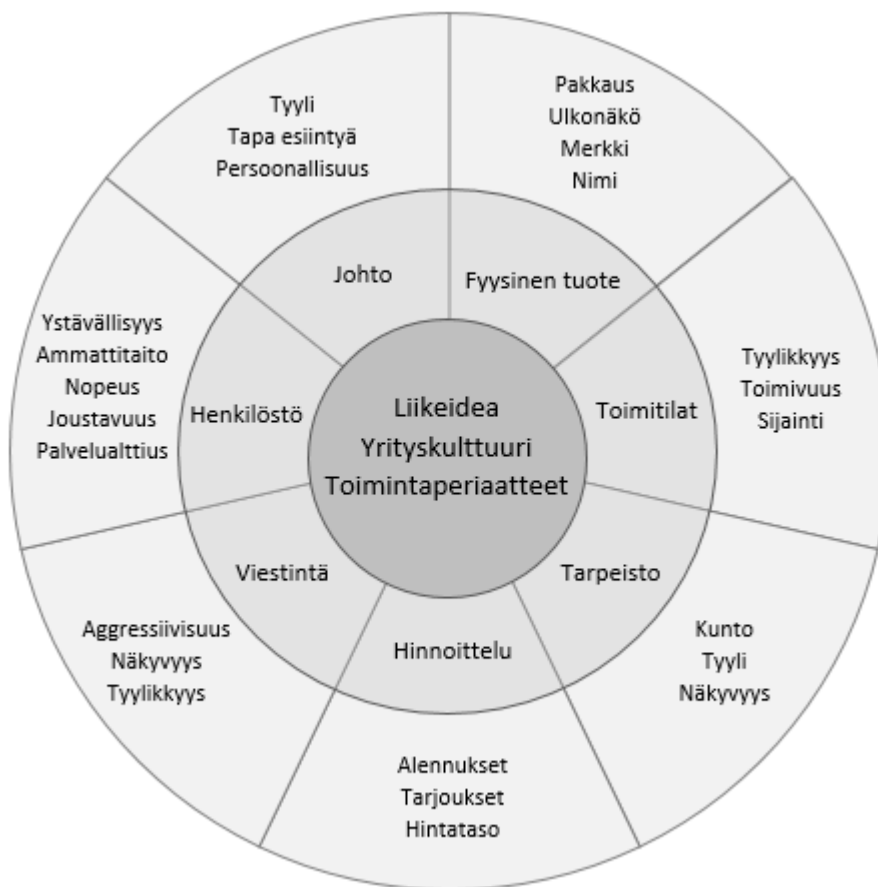 Tyyli
Tapa esiintyä
Persoonallisuus
Pakkaus
Ulkonäkö
Merkki
Nimi
Johto
Fyysinen tuote
Ystävällisyys
Ammattitaito
Nopeus
Joustavuus
Palvelualttius
Henkilöstö
Liikeidea
Yrityskulttuuri
Toimintaperiaatteet
Toimitilat
Tyylikkyys
Toimivuus
Sijainti
Viestintä
Tarpeisto
Aggressiivisuus
Näkyvyys
Tyylikkyys
Hinnoittelu
Kunto
Tyyli
Näkyvyys
Alennukset
Tarjoukset
Hintataso